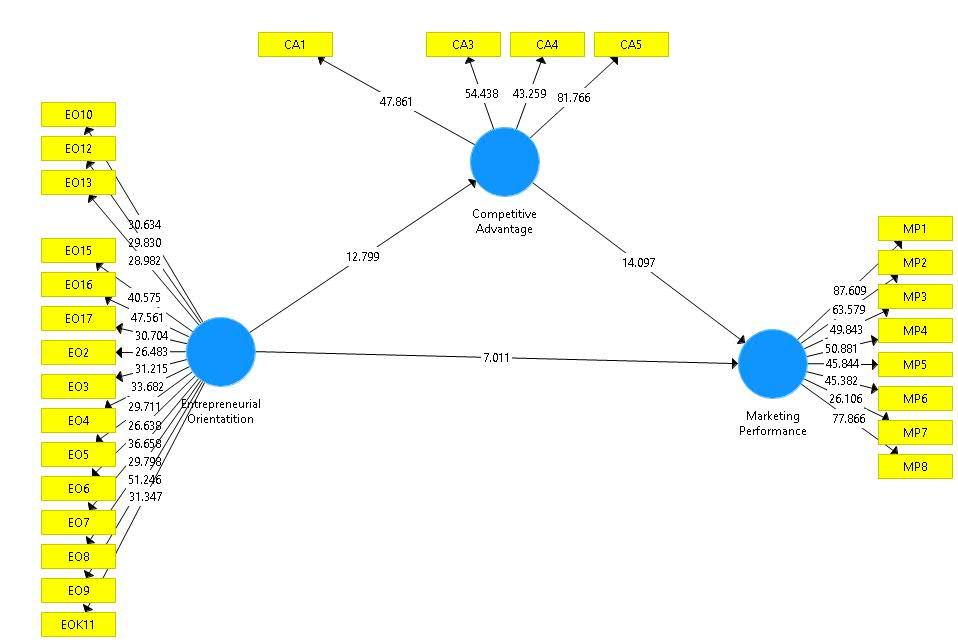 CA1
CA3
CA4
CA5
47.861
54.438
43.259
81.766
EO10
EO12
EO13
EO15
EO16
EO17
EO2
EO3
EO4
EO5
EO6
EO7
EO8
EO9
EOK11
30.634
29.830
28.982
40.575
47.561
30.704
26.483
31.215
33.682
29.711
26.638
36.658
29.798
51.246
31.347
Entrepreneurial
Orientatition
12.799
Competitive
Advantage
14.097
7.011
Marketing
Performance
87.609
63.579
49.843
50.881
45.844
45.382
26.106
77.866
MP1
MP2
MP3
MP4
MP5
MP6
MP7
MP8